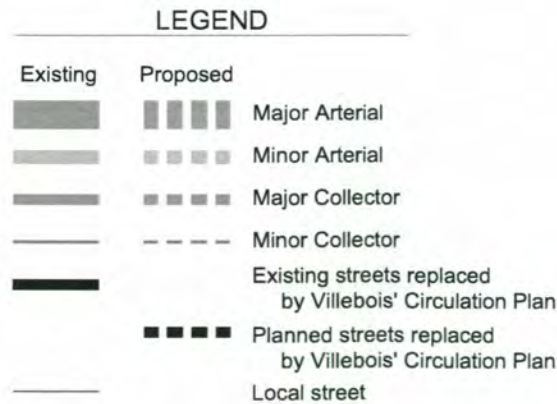 LEGEND
Existing Proposed
Major Arterial
Minor Arterial
Major Collector
Minor Collector
Existing streets replaced
by Villebois' Circulation Plan
Planned streets replaced
by Villebois' Circulation Plan
Local street